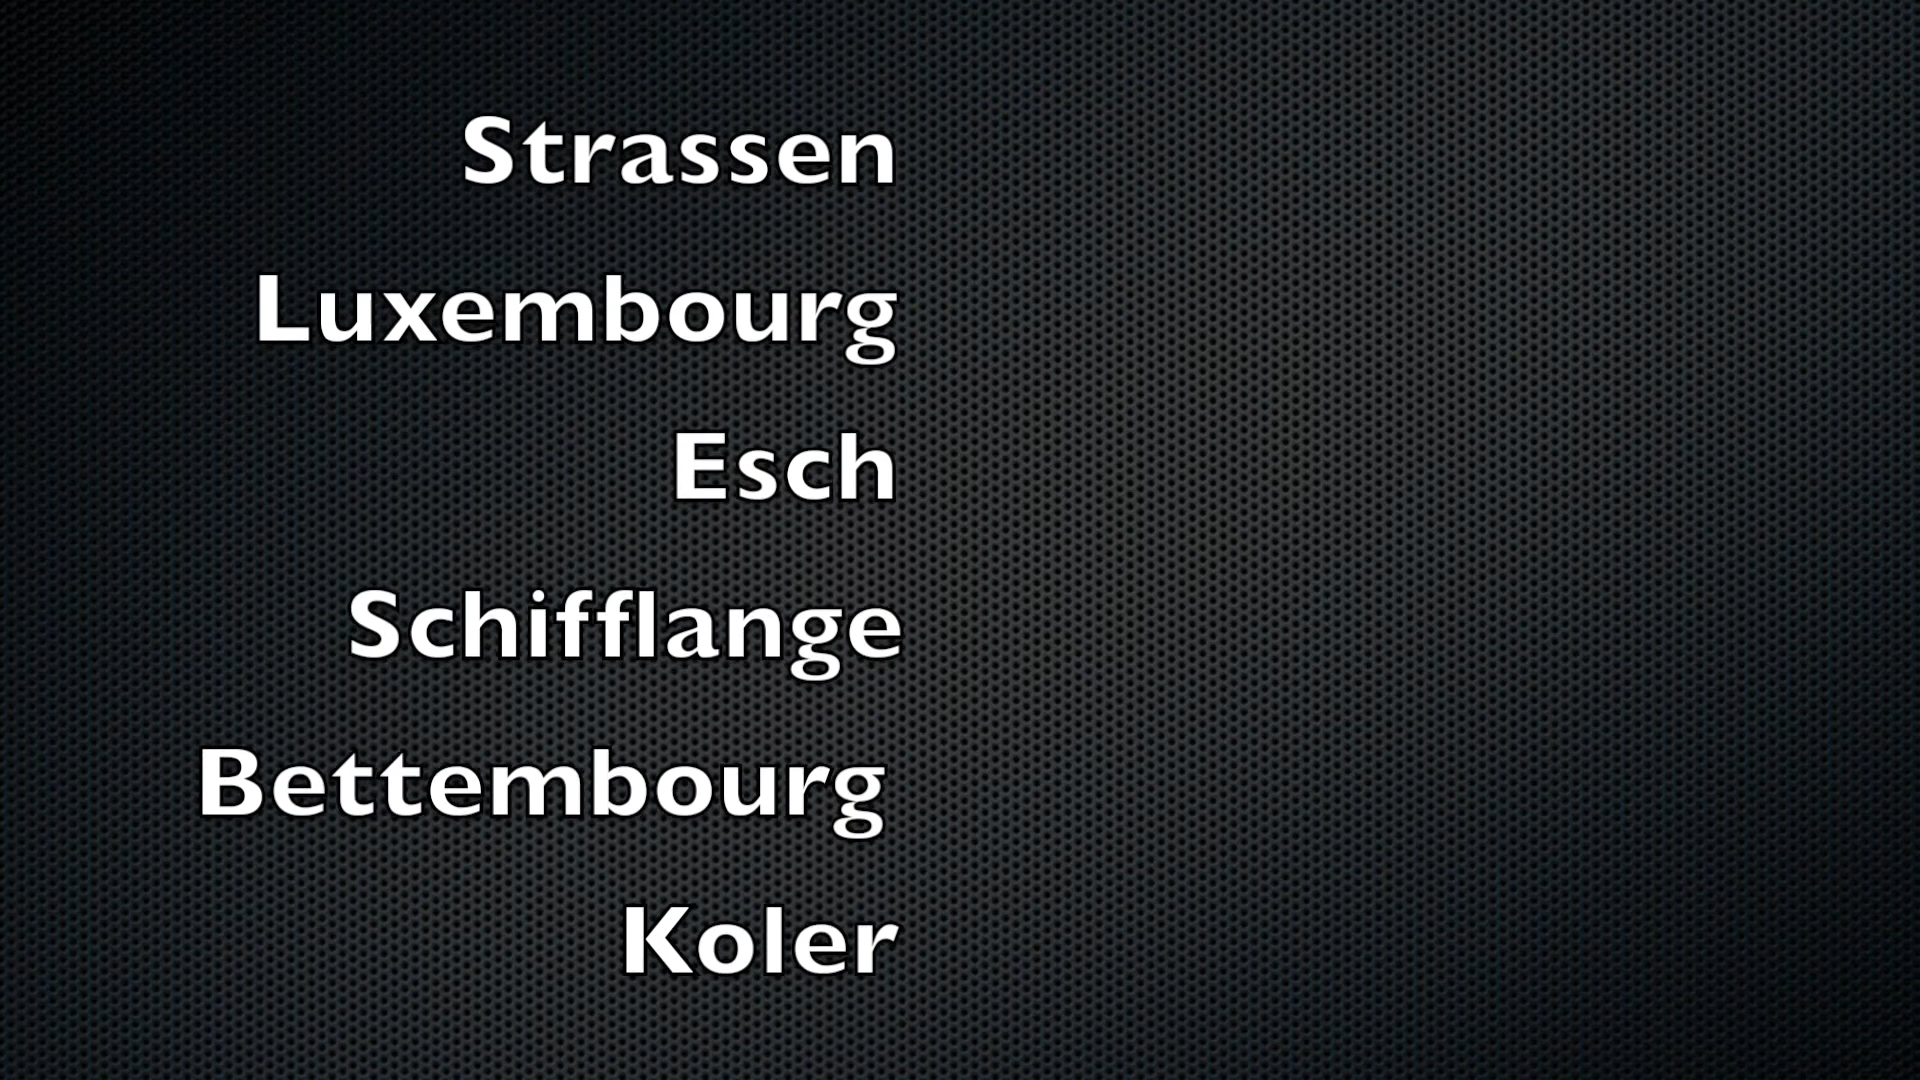 Strassen
Luxembourg
Esch
Schifflange
Bettembourg
Koler